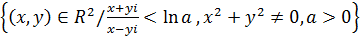 {(x, y) ∈ R² / (x+yi)/(x−yi) < ln a , x² + y² ≠ 0, a > 0}